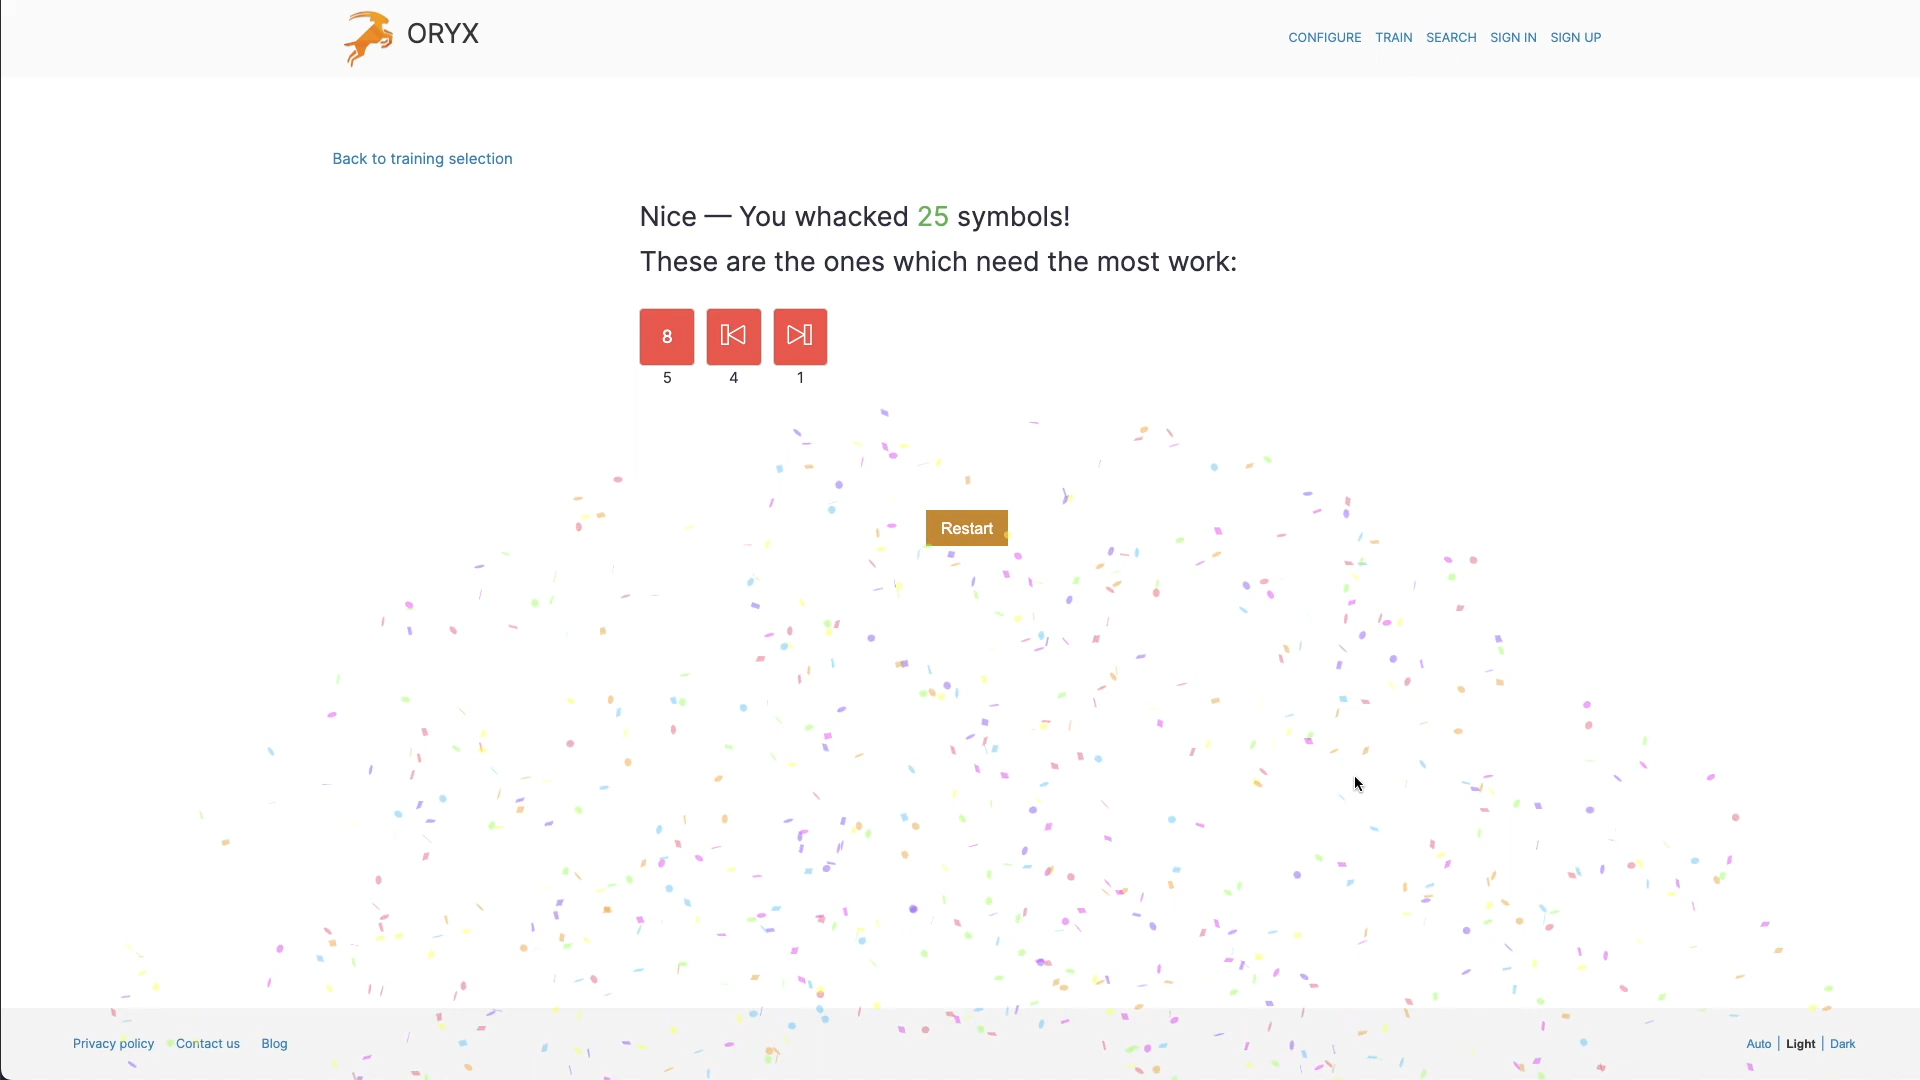 ORYX
CONFIGURE TRAIN SEARCH SIGN IN SIGN UP
Back to training selection
Nice — You whacked 25 symbols!
These are the ones which need the most work:
8
5 4 1
Restart
Privacy policy Contact us Blog
Auto | Light | Dark